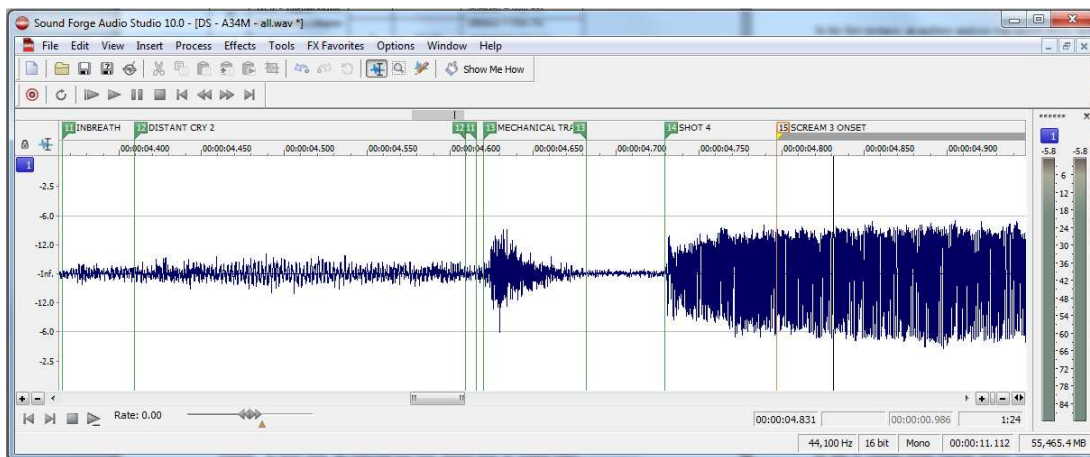 Sound Forge Audio Studio 10.0 - [DS - A34M - all.wav *]
File Edit View Insert Process Effects Tools FX Favorites Options Window Help
Show Me How
11 INBREATH 12 DISTANT CRY 2 12 11 13 MECHANICAL TRA 13 14 SHOT 4 15 SCREAM 3 ONSET
00:00:04.400 00:00:04.450 00:00:04.500 00:00:04.550 00:00:04.600 00:00:04.650 00:00:04.700 00:00:04.750 00:00:04.800 00:00:04.850 00:00:04.900
1
-2.5
-6.0
-12.0
-Inf.
-12.0
-6.0
-2.5
1
-5.8 -5.8
6
12
18
24
30
36
42
48
54
60
66
72
78
84
Rate: 0.00
00:00:04.831 00:00:00.986 1:24
44,100 Hz 16 bit Mono 00:00:11.112 55,465.4 MB